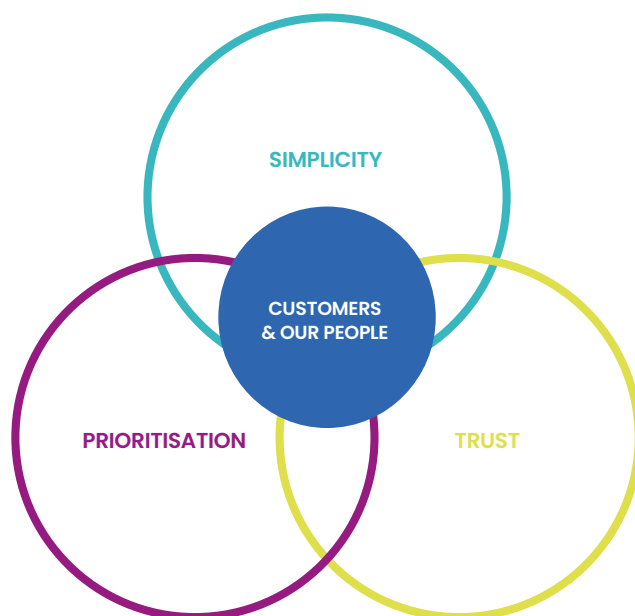 SIMPLICITY
CUSTOMERS
& OUR PEOPLE
PRIORITISATION
TRUST